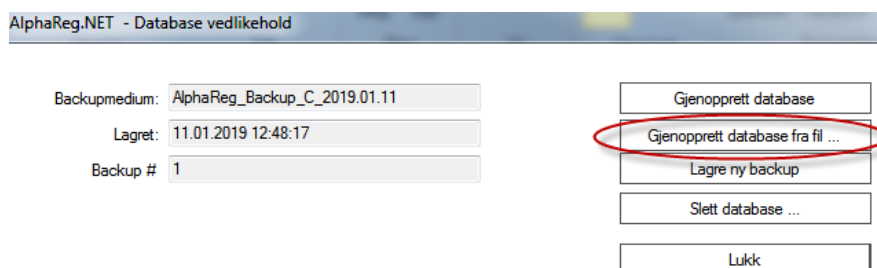 AlphaReg.NET - Database vedlikehold
Backupmedium: AlphaReg_Backup_C_2019.01.11
Gjenopprett database
Lagret: 11.01.2019 12:48:17
Gjenopprett database fra fil ...
Backup # 1
Lagre ny backup
Slett database ...
Lukk